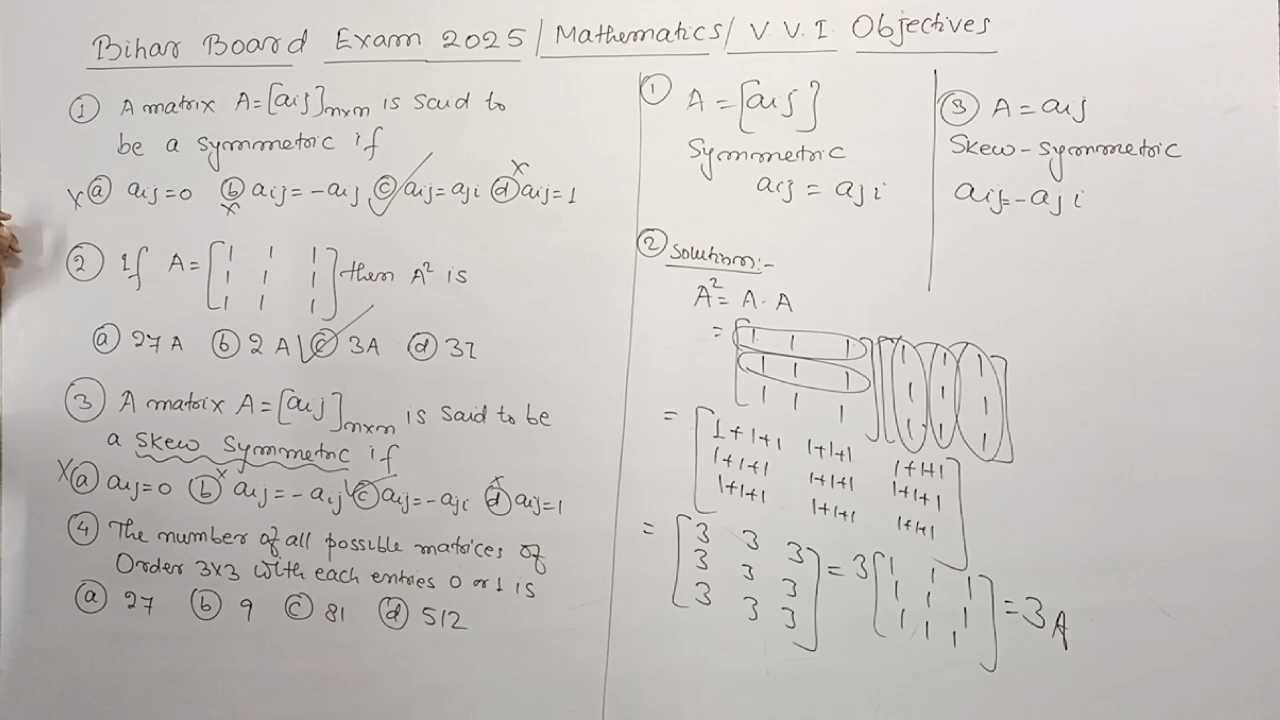 Bihar Board Exam 2025 / Mathematics / V.V.I. Objectives
① A matrix A=[aij]m×n is said to
be a symmetric if
x ⓐ aij=0 ⓑ x aij=-aij ⓒ aij=aji ⓓ x aij=1
② If A=[1 1 1
1 1 1
1 1 1] then A² is
ⓐ 27A ⓑ 2A ⓒ 3A ⓓ 3I
③ A matrix A=[aij]n×n is said to be
a skew symmetric if
x ⓐ aij=0 ⓑ x aij=-aij ⓒ aij=-aji ⓓ x aij=1
④ The number of all possible matrices of
Order 3x3 with each entries 0 or 1 is
ⓐ 27 ⓑ 9 ⓒ 81 ⓓ 512
① A=[aij]
Symmetric
aij = aji
② Solution:-
A²= A. A
= [1 1 1
1 1 1
1 1 1] [1 1 1
1 1 1
1 1 1]
= [1+1+1 1+1+1 1+1+1
1+1+1 1+1+1 1+1+1
1+1+1 1+1+1 1+1+1]
= [3 3 3
3 3 3
3 3 3] = 3[1 1 1
1 1 1
1 1 1] = 3A
③ A = aij
Skew-symmetric
aij=-aji